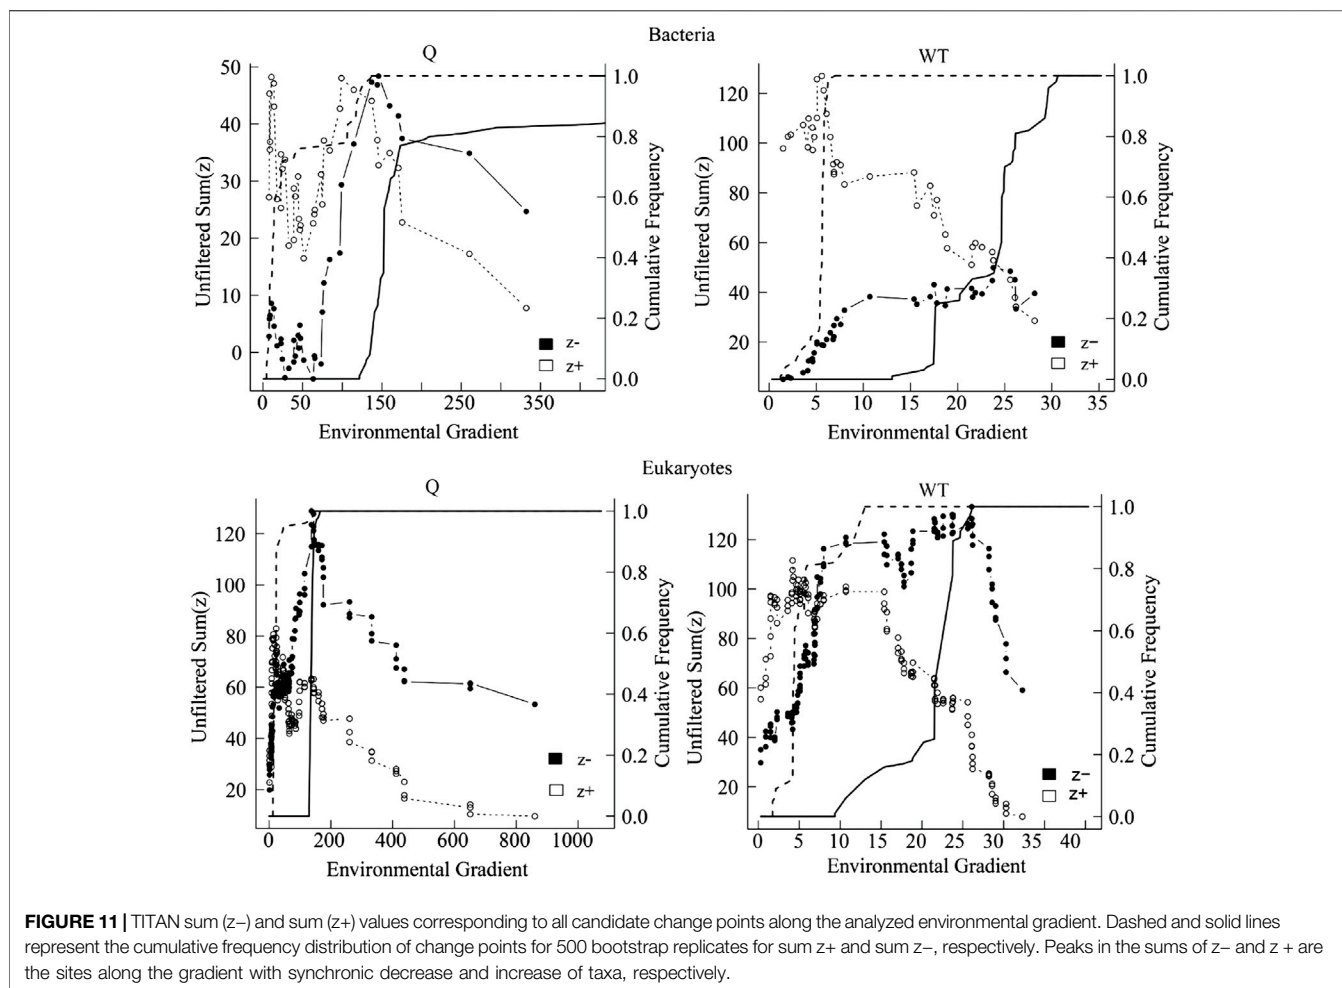 Bacteria
Q
WT
50
40
30
20
10
0
Unfiltered Sum(z)
1.0
0.8
0.6
0.4
0.2
0.0
Cumulative Frequency
z-
z+
0 50 150 250 350
Environmental Gradient
120
100
80
60
40
20
Unfiltered Sum(z)
1.0
0.8
0.6
0.4
0.2
0.0
Cumulative Frequency
z−
z+
0 5 10 15 20 25 30 35
Environmental Gradient
Eukaryotes
Q
WT
120
100
80
60
40
20
Unfiltered Sum(z)
1.0
0.8
0.6
0.4
0.2
0.0
Cumulative Frequency
z-
z+
0 200 400 600 800 1000
Environmental Gradient
120
100
80
60
40
20
Unfiltered Sum(z)
1.0
0.8
0.6
0.4
0.2
0.0
Cumulative Frequency
z−
z+
0 5 10 15 20 25 30 35 40
Environmental Gradient
FIGURE 11 | TITAN sum (z−) and sum (z+) values corresponding to all candidate change points along the analyzed environmental gradient. Dashed and solid lines
represent the cumulative frequency distribution of change points for 500 bootstrap replicates for sum z+ and sum z−, respectively. Peaks in the sums of z− and z + are
the sites along the gradient with synchronic decrease and increase of taxa, respectively.